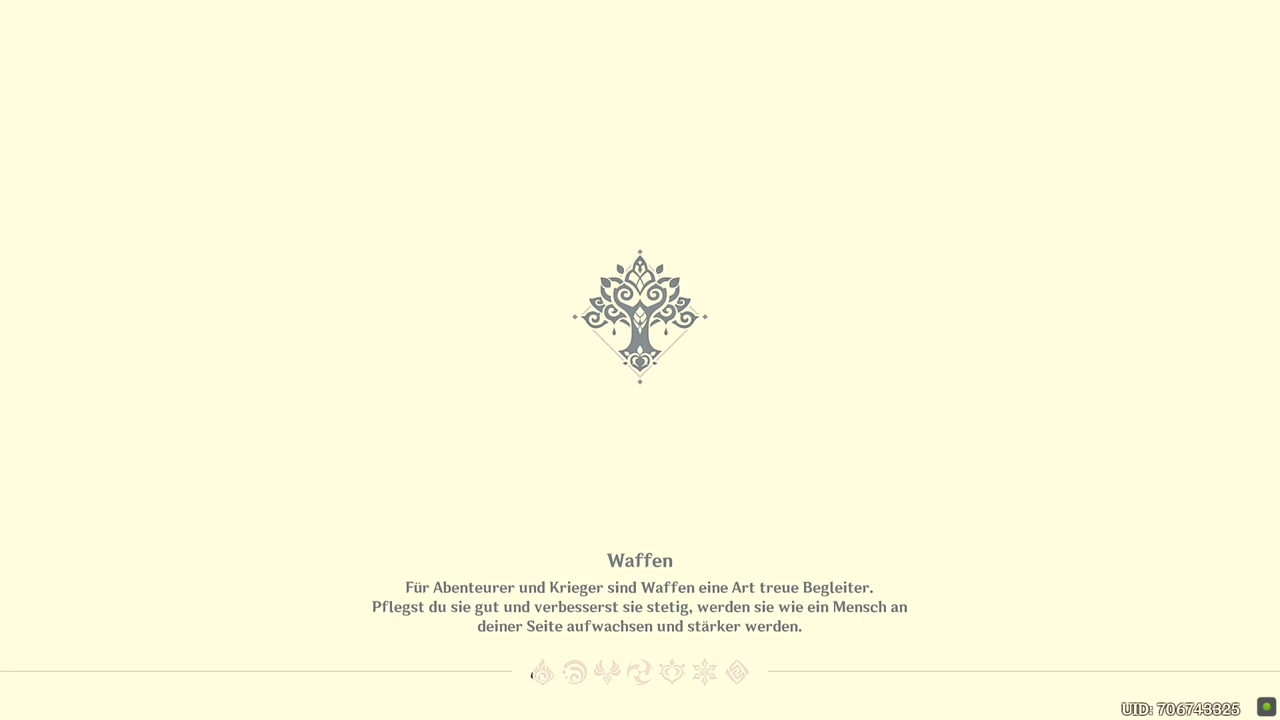 Waffen
Für Abenteurer und Krieger sind Waffen eine Art treue Begleiter.
Pflegst du sie gut und verbesserst sie stetig, werden sie wie ein Mensch an
deiner Seite aufwachsen und stärker werden.
UID: 706743325